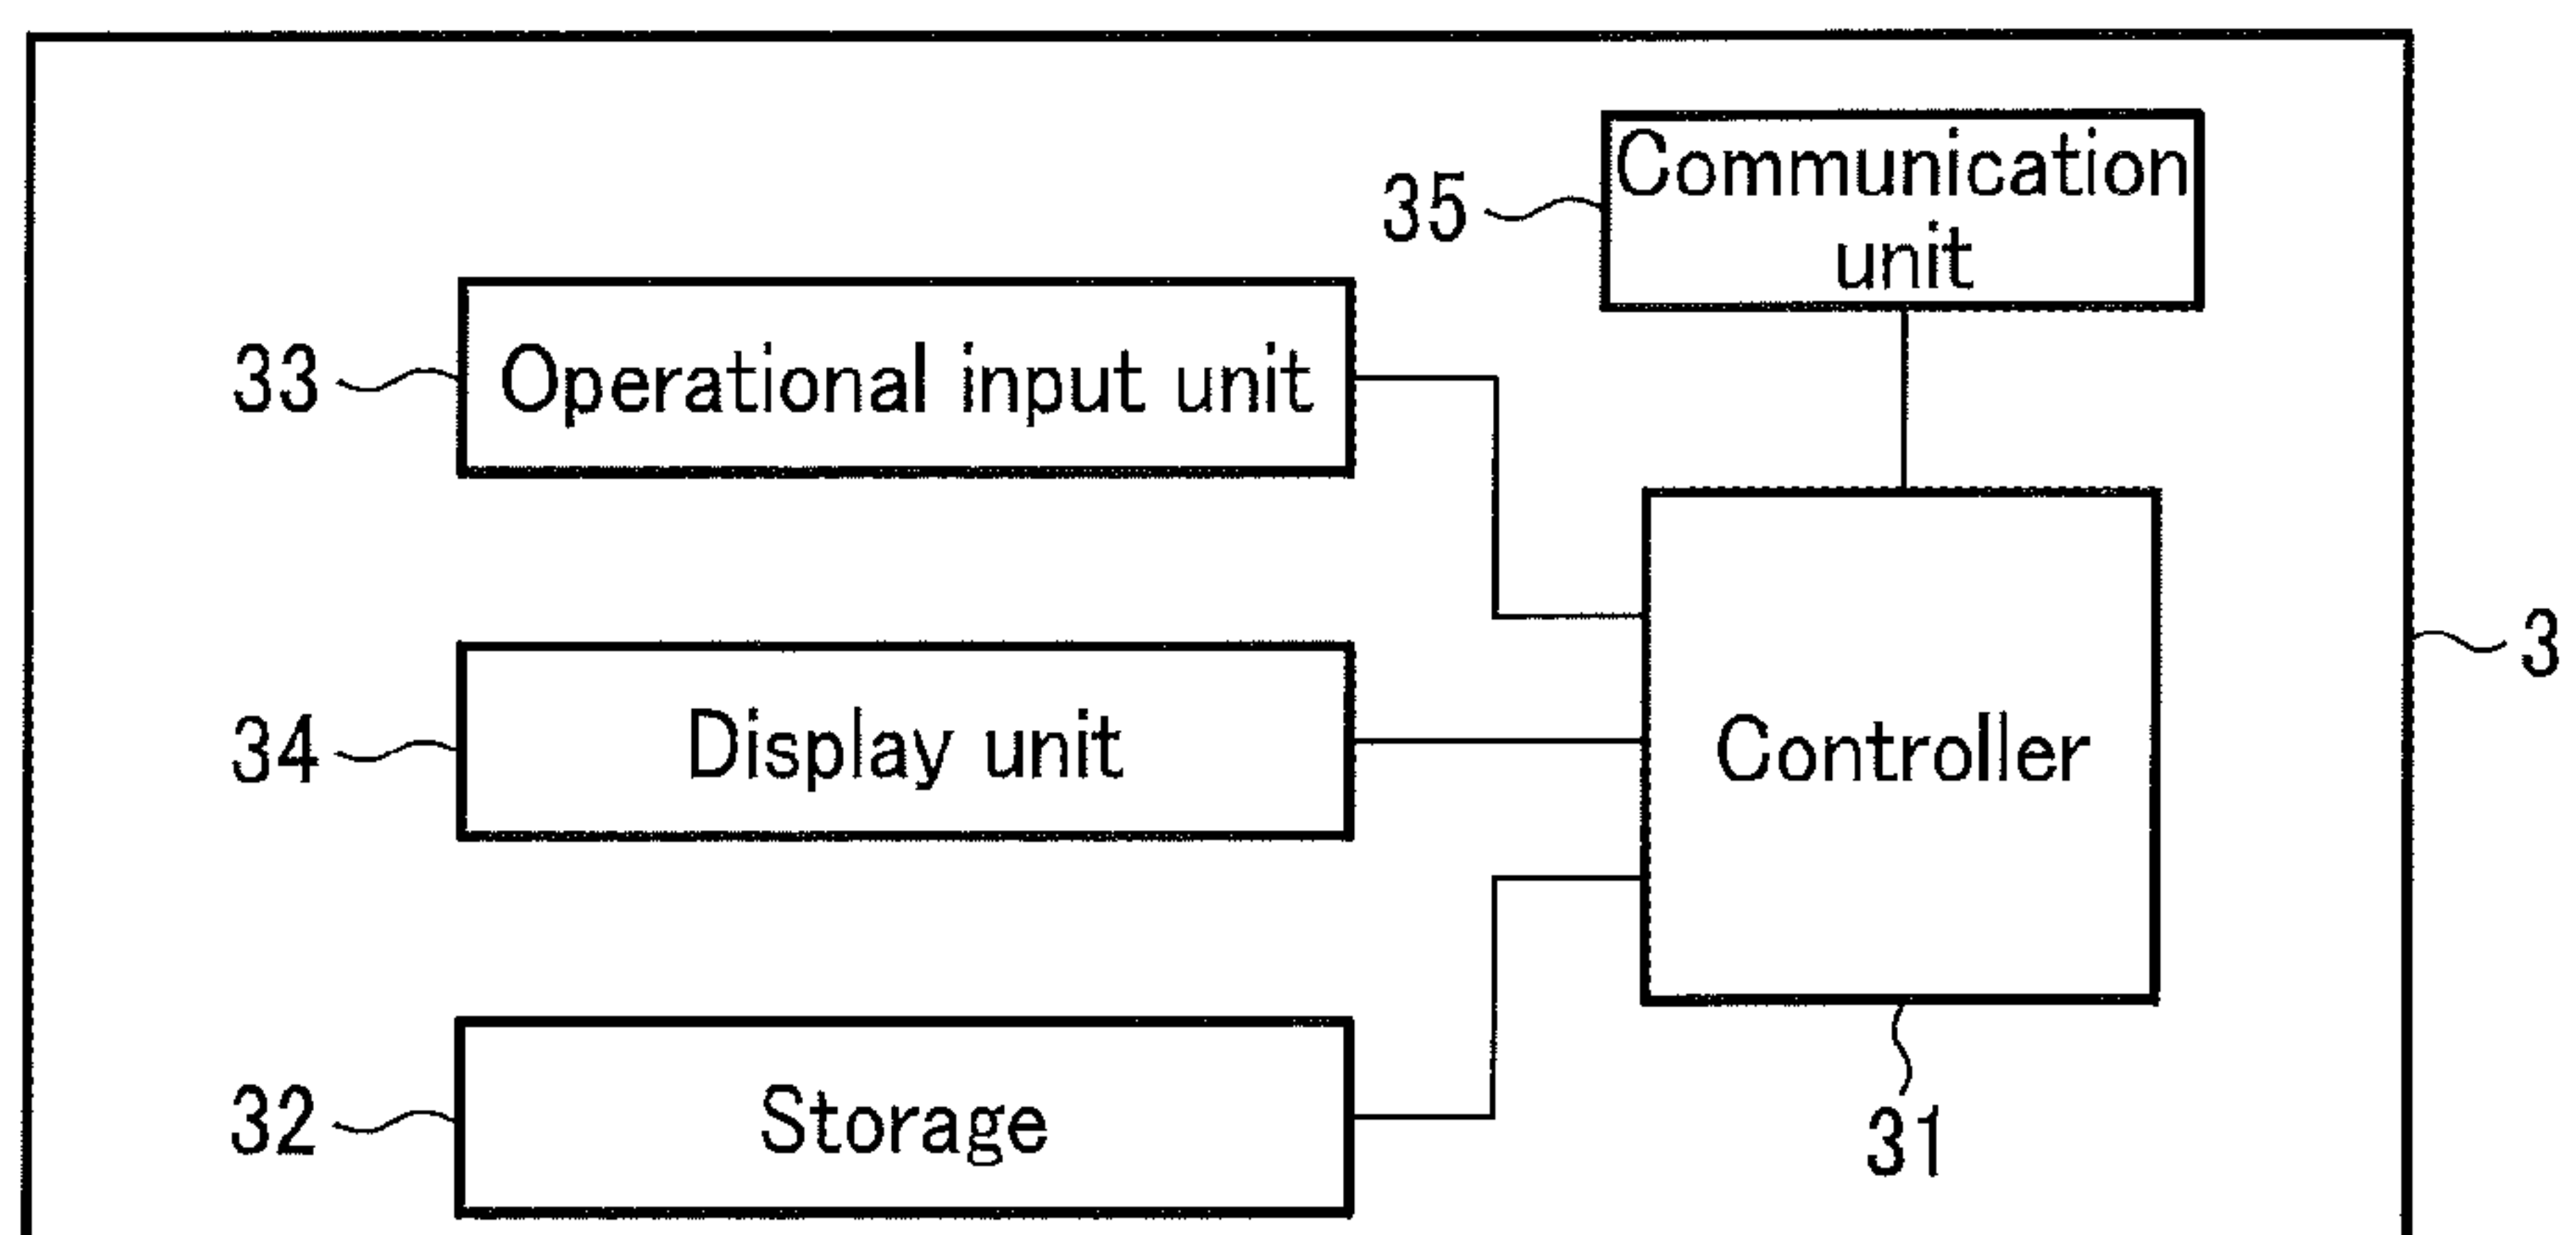 35
Communication
unit
33
Operational input unit
3
34
Display unit
Controller
32
Storage
31